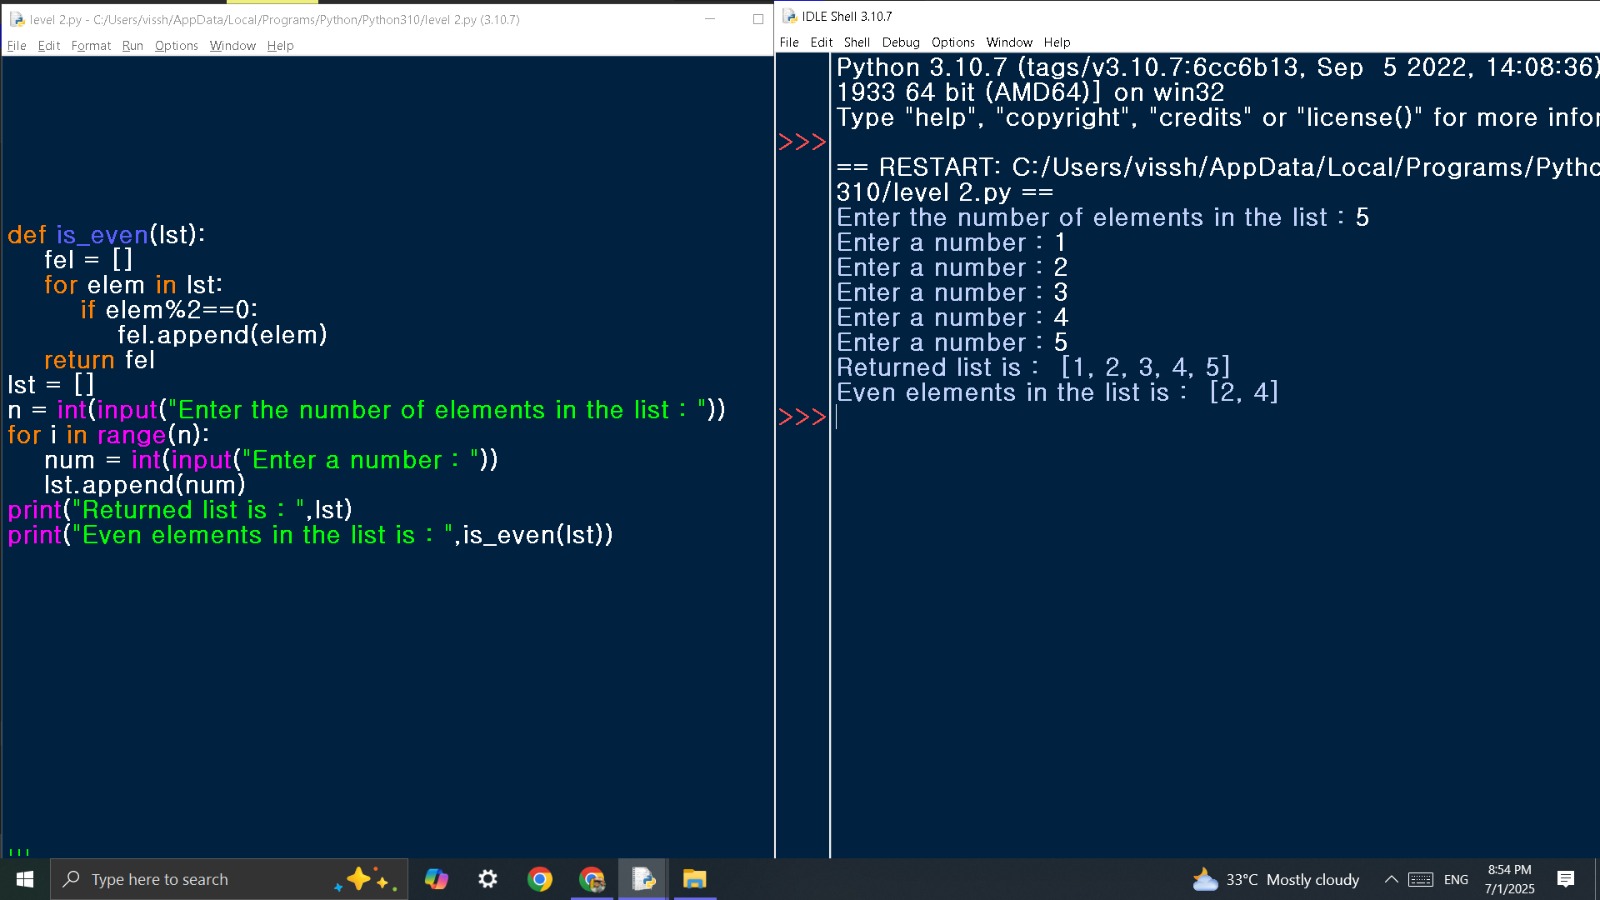 level 2.py - C:/Users/vissh/AppData/Local/Programs/Python/Python310/level 2.py (3.10.7)
File Edit Format Run Options Window Help
def is_even(lst):
    fel = []
    for elem in lst:
        if elem%2==0:
            fel.append(elem)
    return fel
lst = []
n = int(input("Enter the number of elements in the list : "))
for i in range(n):
    num = int(input("Enter a number : "))
    lst.append(num)
print("Returned list is : ",lst)
print("Even elements in the list is : ",is_even(lst))
'''
IDLE Shell 3.10.7
File Edit Shell Debug Options Window Help
Python 3.10.7 (tags/v3.10.7:6cc6b13, Sep  5 2022, 14:08:36)
1933 64 bit (AMD64)] on win32
Type "help", "copyright", "credits" or "license()" for more infor
>>>
== RESTART: C:/Users/vissh/AppData/Local/Programs/Pytho
310/level 2.py ==
Enter the number of elements in the list : 5
Enter a number : 1
Enter a number : 2
Enter a number : 3
Enter a number : 4
Enter a number : 5
Returned list is :  [1, 2, 3, 4, 5]
Even elements in the list is :  [2, 4]
>>>
Type here to search
33°C Mostly cloudy
ENG
8:54 PM
7/1/2025